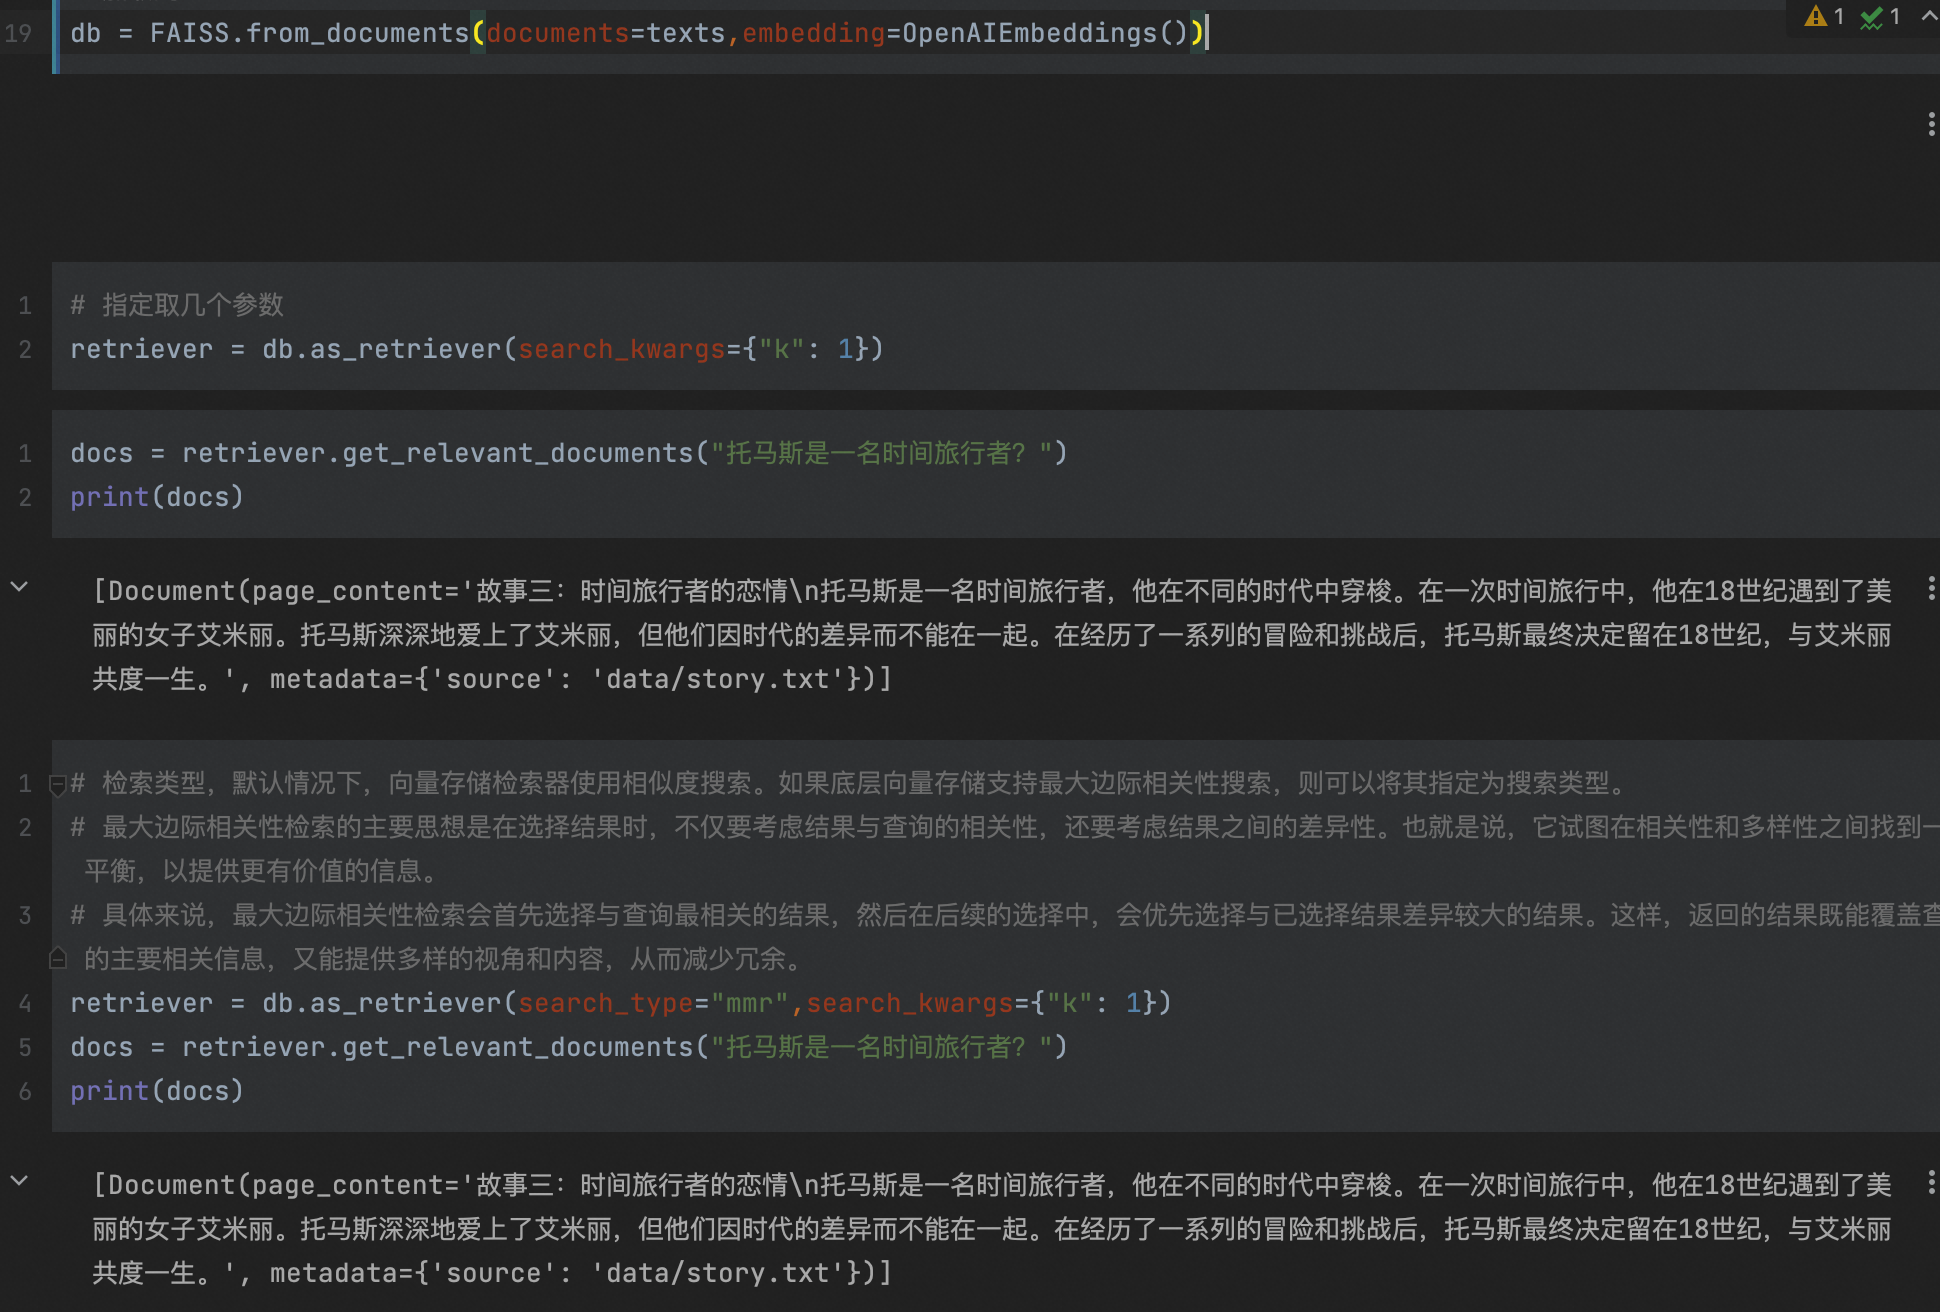 19 db = FAISS.from_documents(documents=texts,embedding=OpenAIEmbeddings())
1 1
1 # 指定取几个参数
2 retriever = db.as_retriever(search_kwargs={"k": 1})
1 docs = retriever.get_relevant_documents("托马斯是一名时间旅行者？")
2 print(docs)
[Document(page_content='故事三：时间旅行者的恋情\n托马斯是一名时间旅行者，他在不同的时代中穿梭。在一次时间旅行中，他在18世纪遇到了美
丽的女子艾米丽。托马斯深深地爱上了艾米丽，但他们因时代的差异而不能在一起。在经历了一系列的冒险和挑战后，托马斯最终决定留在18世纪，与艾米丽
共度一生。', metadata={'source': 'data/story.txt'})]
1 # 检索类型，默认情况下，向量存储检索器使用相似度搜索。如果底层向量存储支持最大边际相关性搜索，则可以将其指定为搜索类型。
2 # 最大边际相关性检索的主要思想是在选择结果时，不仅要考虑结果与查询的相关性，还要考虑结果之间的差异性。也就是说，它试图在相关性和多样性之间找到一
平衡，以提供更有价值的信息。
3 # 具体来说，最大边际相关性检索会首先选择与查询最相关的结果，然后在后续的选择中，会优先选择与已选择结果差异较大的结果。这样，返回的结果既能覆盖查
的主要相关信息，又能提供多样的视角和内容，从而减少冗余。
4 retriever = db.as_retriever(search_type="mmr",search_kwargs={"k": 1})
5 docs = retriever.get_relevant_documents("托马斯是一名时间旅行者？")
6 print(docs)
[Document(page_content='故事三：时间旅行者的恋情\n托马斯是一名时间旅行者，他在不同的时代中穿梭。在一次时间旅行中，他在18世纪遇到了美
丽的女子艾米丽。托马斯深深地爱上了艾米丽，但他们因时代的差异而不能在一起。在经历了一系列的冒险和挑战后，托马斯最终决定留在18世纪，与艾米丽
共度一生。', metadata={'source': 'data/story.txt'})]